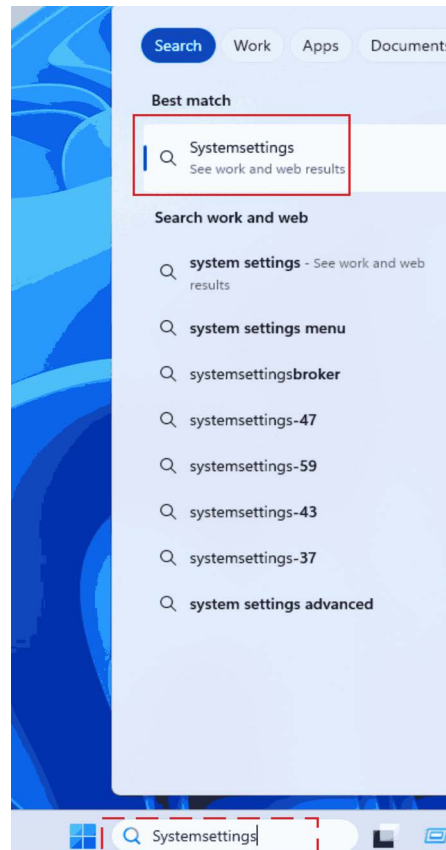 Search Work Apps Documents
Best match
Systemsettings
See work and web results
Search work and web
system settings - See work and web
results
system settings menu
systemsettingsbroker
systemsettings-47
systemsettings-59
systemsettings-43
systemsettings-37
system settings advanced
Systemsettings